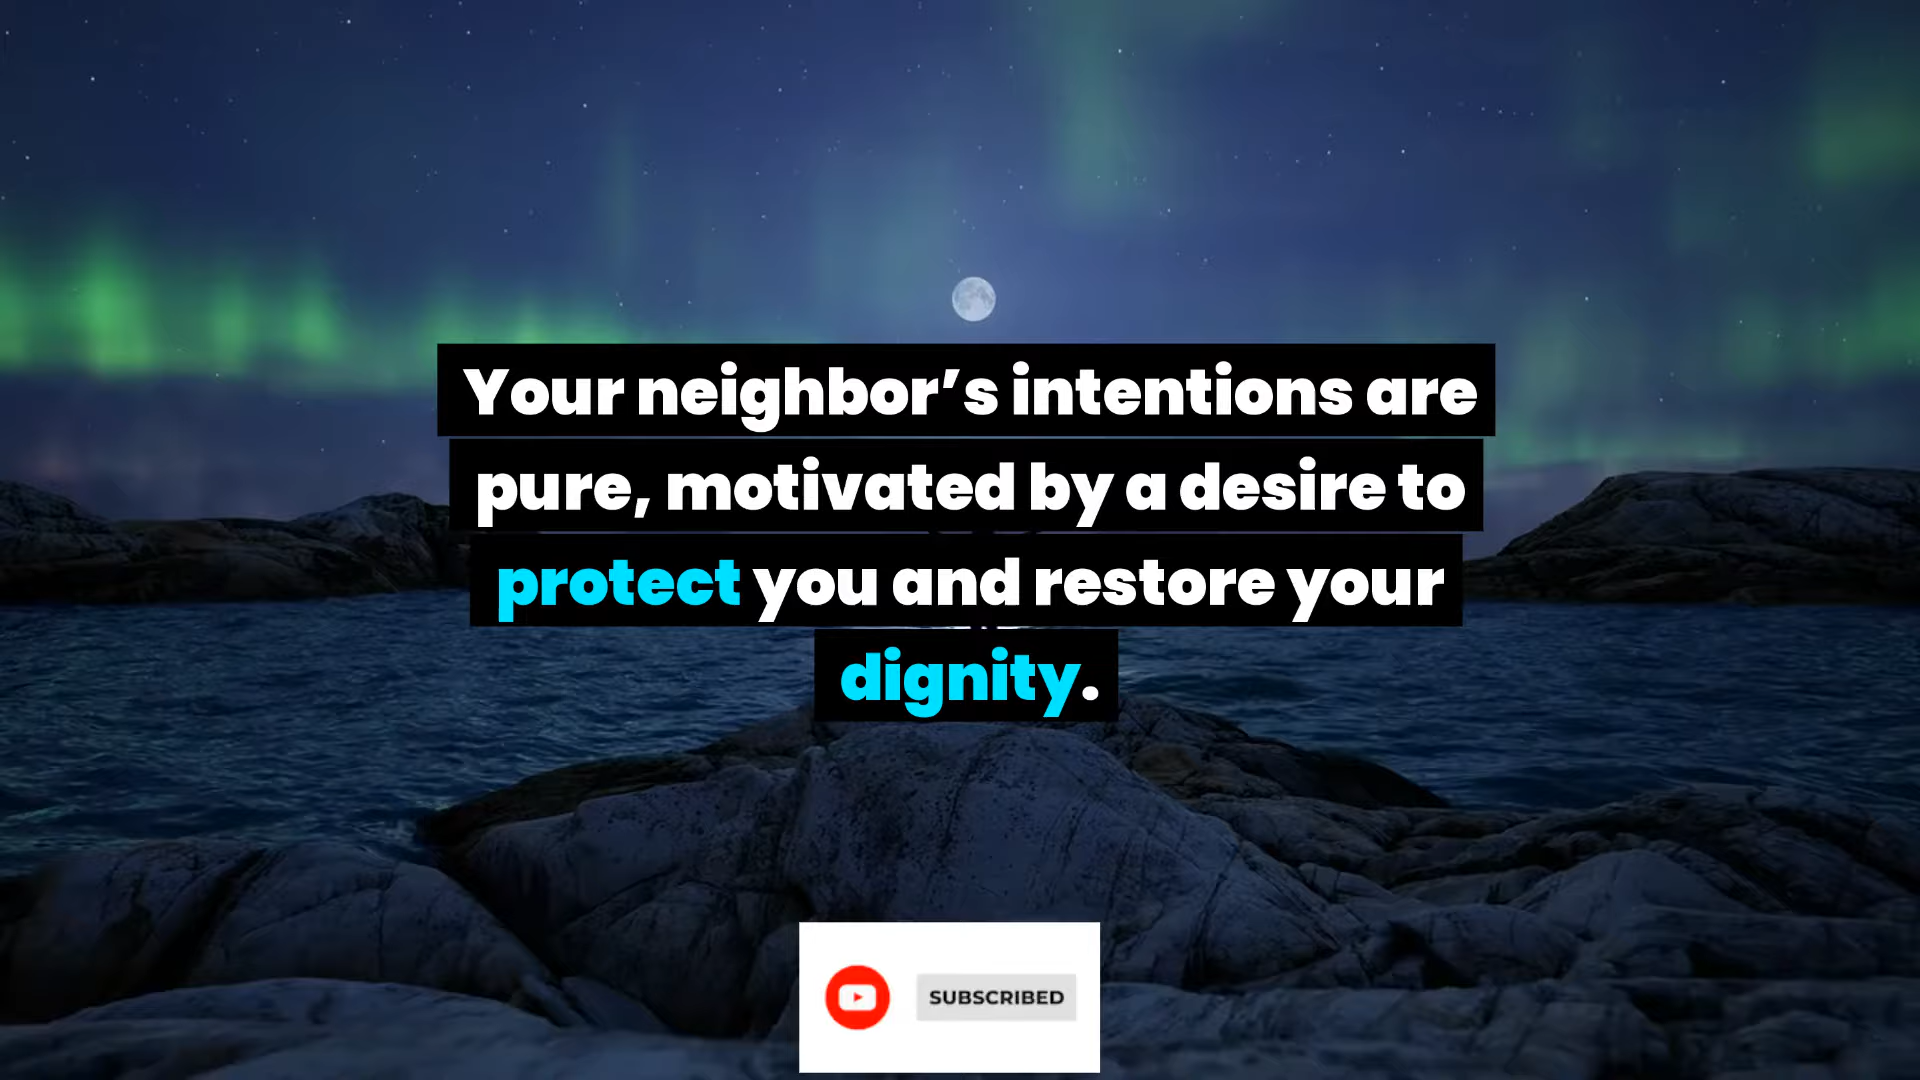 Your neighbor’s intentions are
pure, motivated by a desire to
protect you and restore your
dignity.
SUBSCRIBED